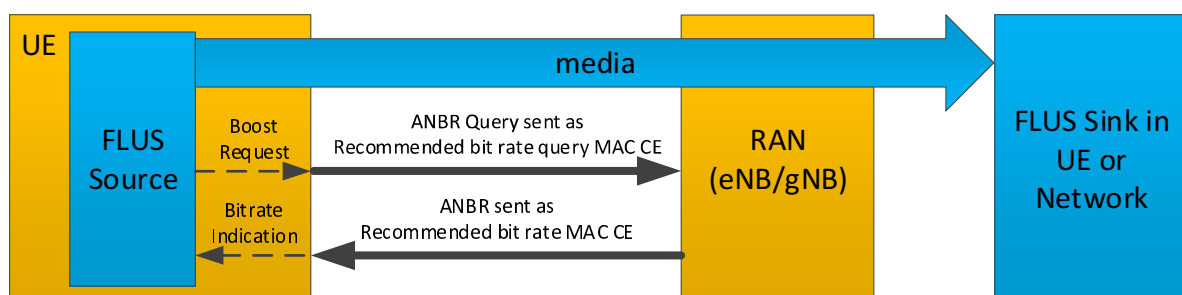 UE
media
FLUS
Source
Boost
Request
ANBR Query sent as
Recommended bit rate query MAC CE
Bitrate
Indication
ANBR sent as
Recommended bit rate MAC CE
RAN
(eNB/gNB)
FLUS Sink in
UE or
Network